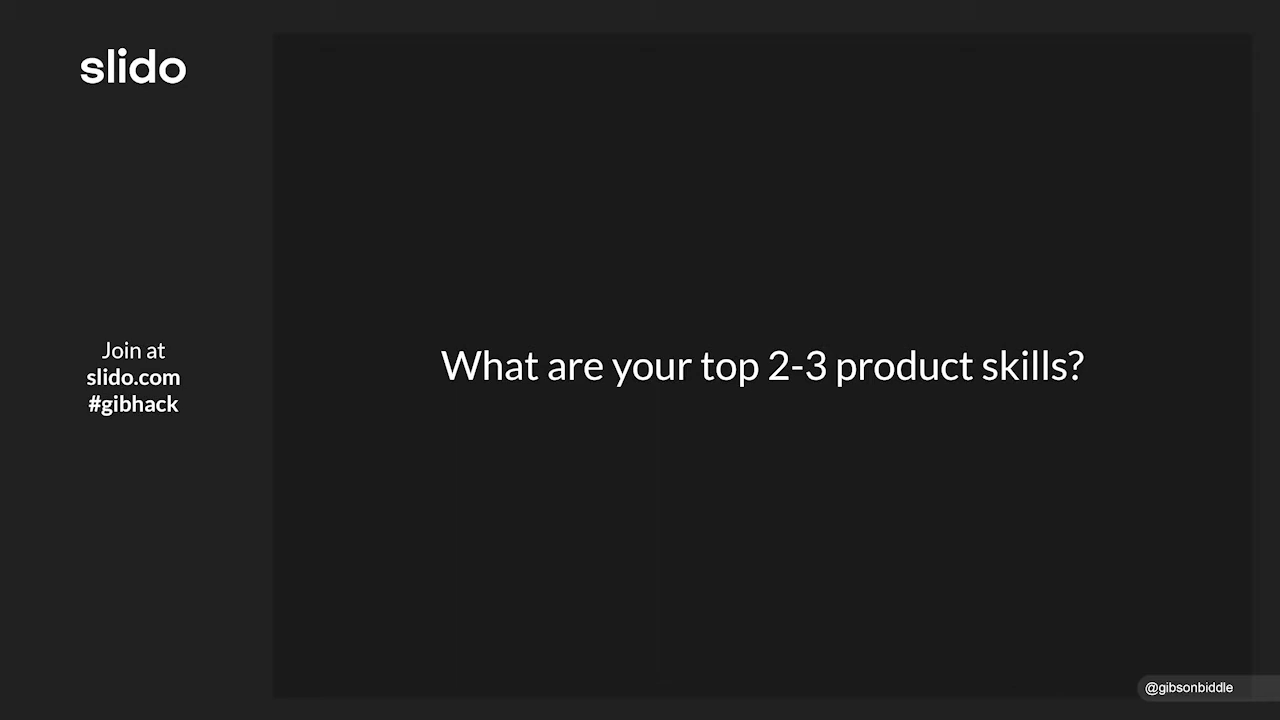 slido
Join at
slido.com
#gibhack
What are your top 2-3 product skills?
@gibsonbiddle